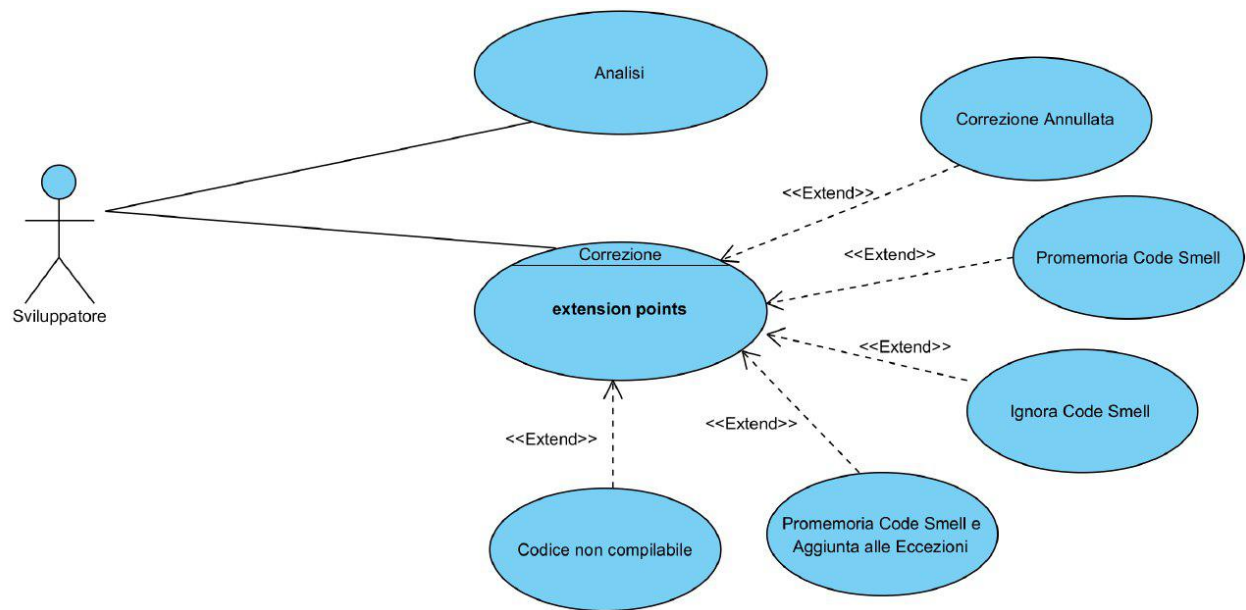 Analisi
Correzione Annullata
<<Extend>>
Promemoria Code Smell
<<Extend>>
Correzione
extension points
Sviluppatore
<<Extend>>
Ignora Code Smell
<<Extend>>
<<Extend>>
Promemoria Code Smell e
Aggiunta alle Eccezioni
Codice non compilabile